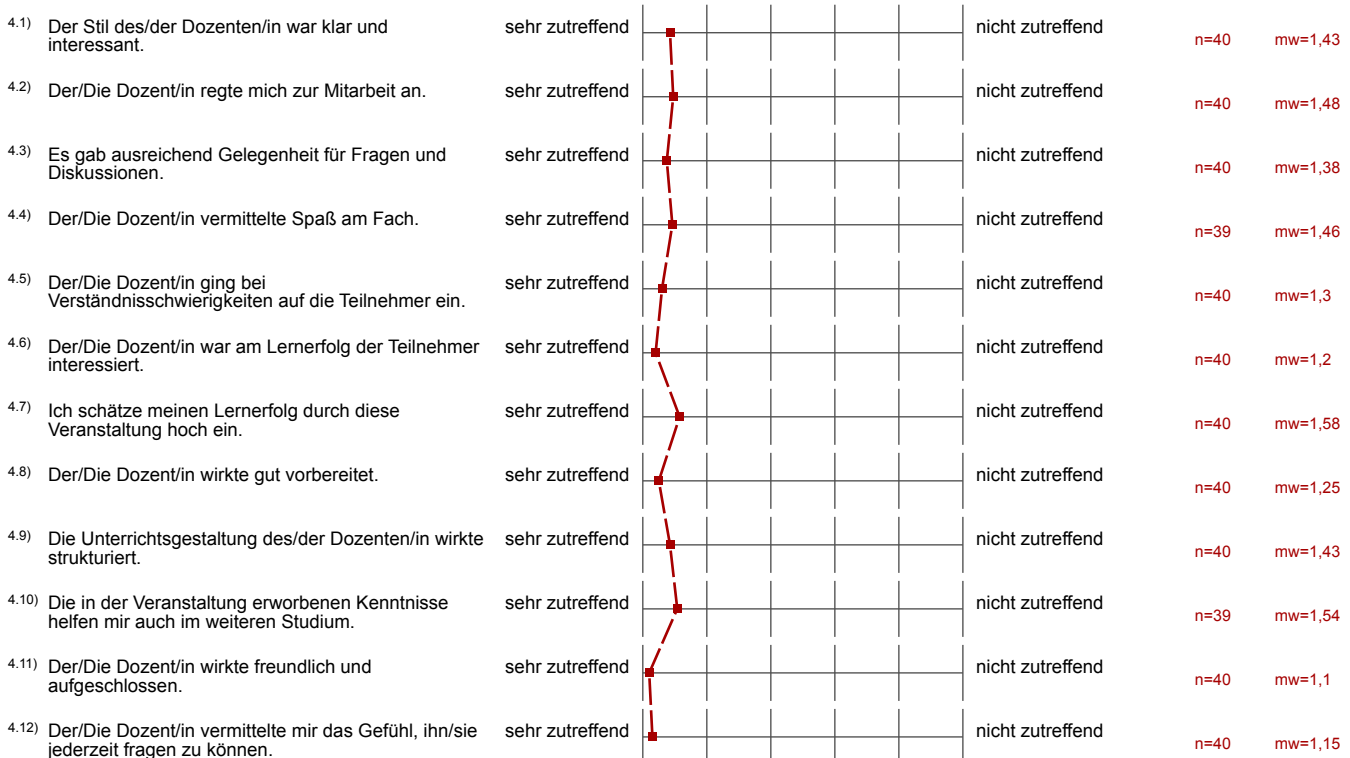 4.1) Der Stil des/der Dozenten/in war klar und interessant. sehr zutreffend nicht zutreffend n=40 mw=1,43
4.2) Der/Die Dozent/in regte mich zur Mitarbeit an. sehr zutreffend nicht zutreffend n=40 mw=1,48
4.3) Es gab ausreichend Gelegenheit für Fragen und Diskussionen. sehr zutreffend nicht zutreffend n=40 mw=1,38
4.4) Der/Die Dozent/in vermittelte Spaß am Fach. sehr zutreffend nicht zutreffend n=39 mw=1,46
4.5) Der/Die Dozent/in ging bei Verständnisschwierigkeiten auf die Teilnehmer ein. sehr zutreffend nicht zutreffend n=40 mw=1,3
4.6) Der/Die Dozent/in war am Lernerfolg der Teilnehmer interessiert. sehr zutreffend nicht zutreffend n=40 mw=1,2
4.7) Ich schätze meinen Lernerfolg durch diese Veranstaltung hoch ein. sehr zutreffend nicht zutreffend n=40 mw=1,58
4.8) Der/Die Dozent/in wirkte gut vorbereitet. sehr zutreffend nicht zutreffend n=40 mw=1,25
4.9) Die Unterrichtsgestaltung des/der Dozenten/in wirkte strukturiert. sehr zutreffend nicht zutreffend n=40 mw=1,43
4.10) Die in der Veranstaltung erworbenen Kenntnisse helfen mir auch im weiteren Studium. sehr zutreffend nicht zutreffend n=39 mw=1,54
4.11) Der/Die Dozent/in wirkte freundlich und aufgeschlossen. sehr zutreffend nicht zutreffend n=40 mw=1,1
4.12) Der/Die Dozent/in vermittelte mir das Gefühl, ihn/sie jederzeit fragen zu können. sehr zutreffend nicht zutreffend n=40 mw=1,15